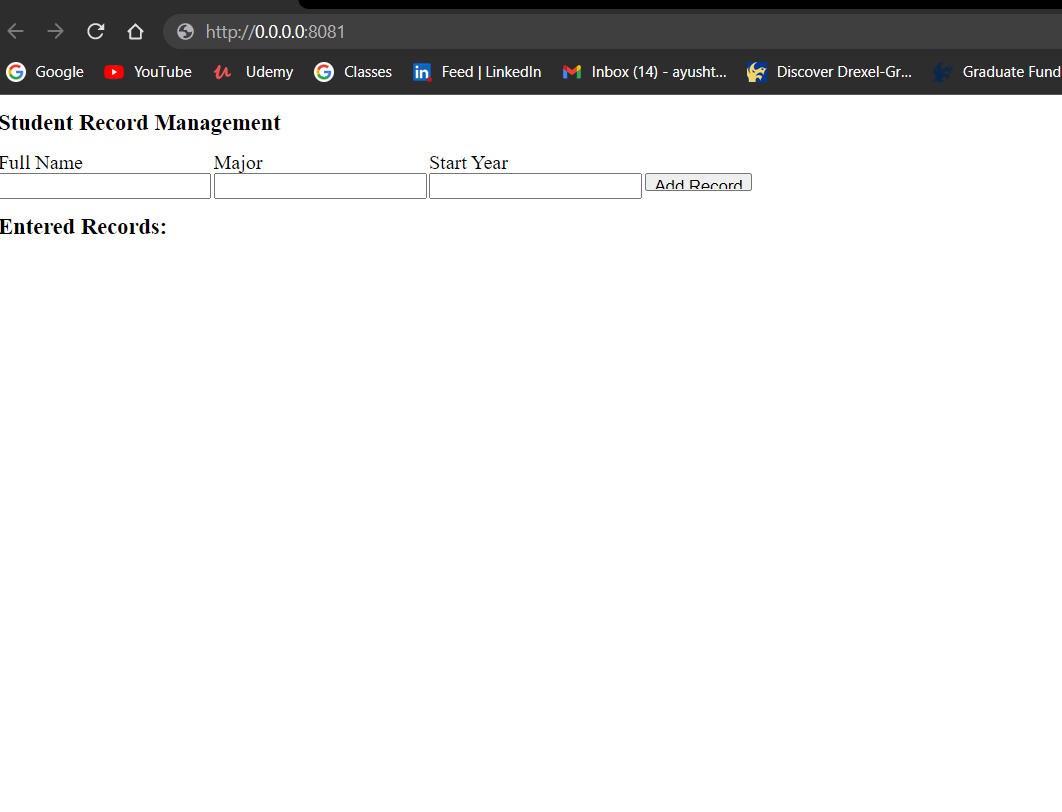 http://0.0.0.0:8081
Google YouTube Udemy Classes Feed | LinkedIn Inbox (14) - ayusht... Discover Drexel-Gr... Graduate Fund
Student Record Management
Full Name Major Start Year
Add Record
Entered Records: